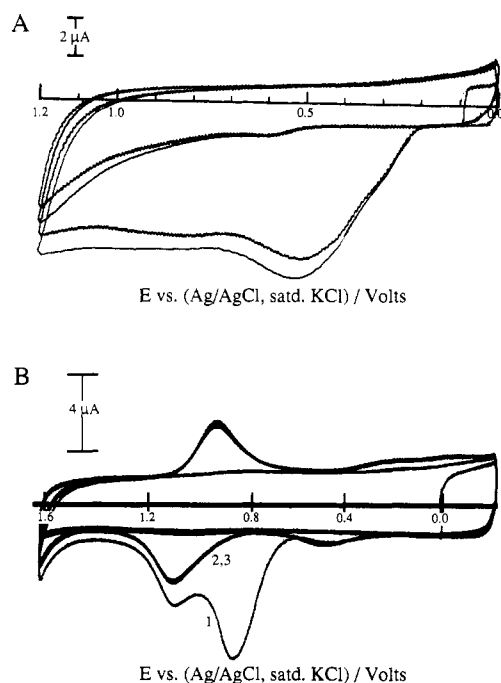 A
2 μA
1.2 1.0 0.5 0.0
E vs. (Ag/AgCl, satd. KCl) / Volts
B
4 μA
1.6 1.2 0.8 0.4 0.0
2,3
1
E vs. (Ag/AgCl, satd. KCl) / Volts